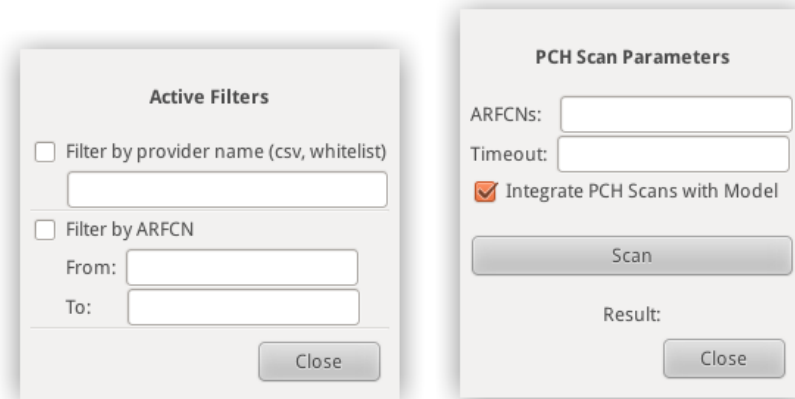 Active Filters
Filter by provider name (csv, whitelist)
Filter by ARFCN
From:
To:
Close
PCH Scan Parameters
ARFCNs:
Timeout:
Integrate PCH Scans with Model
Scan
Result:
Close